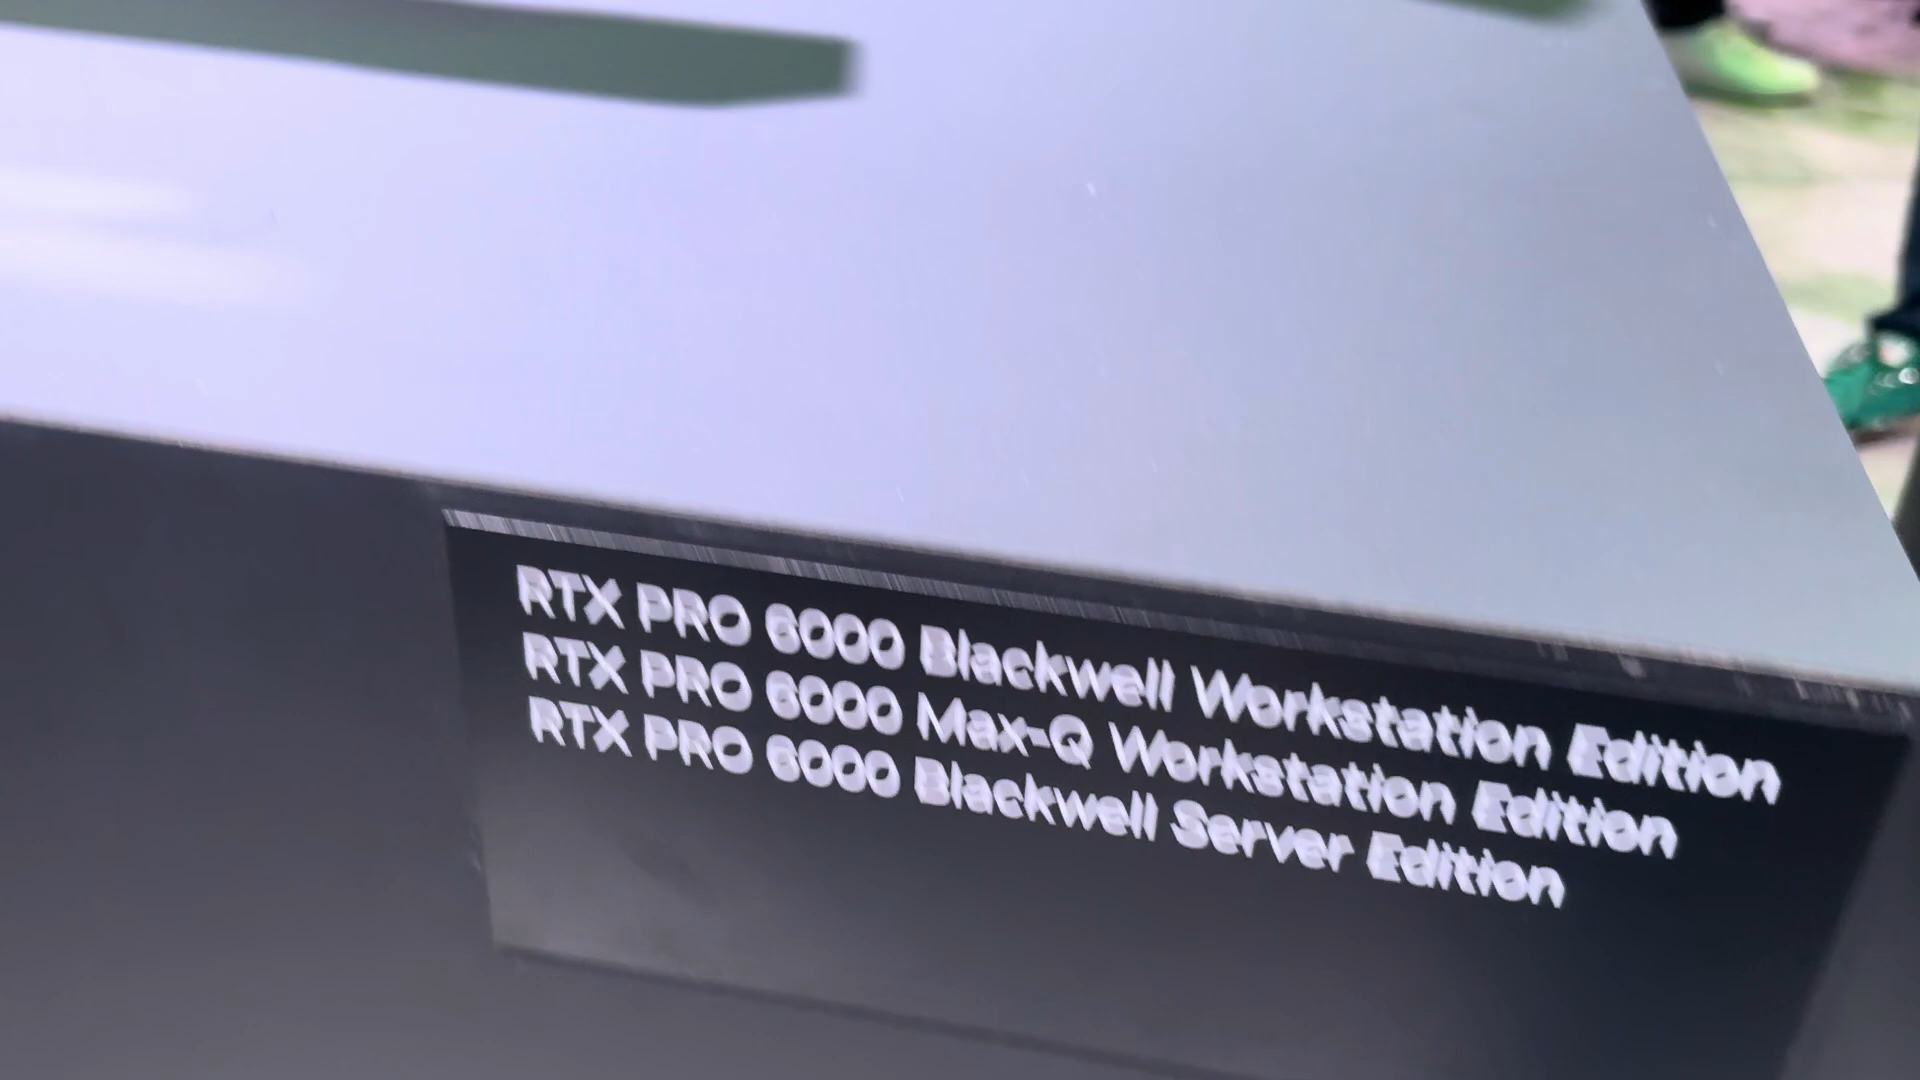 RTX PRO 6000 Blackwell Workstation Edition
RTX PRO 6000 Max-Q Workstation Edition
RTX PRO 6000 Blackwell Server Edition